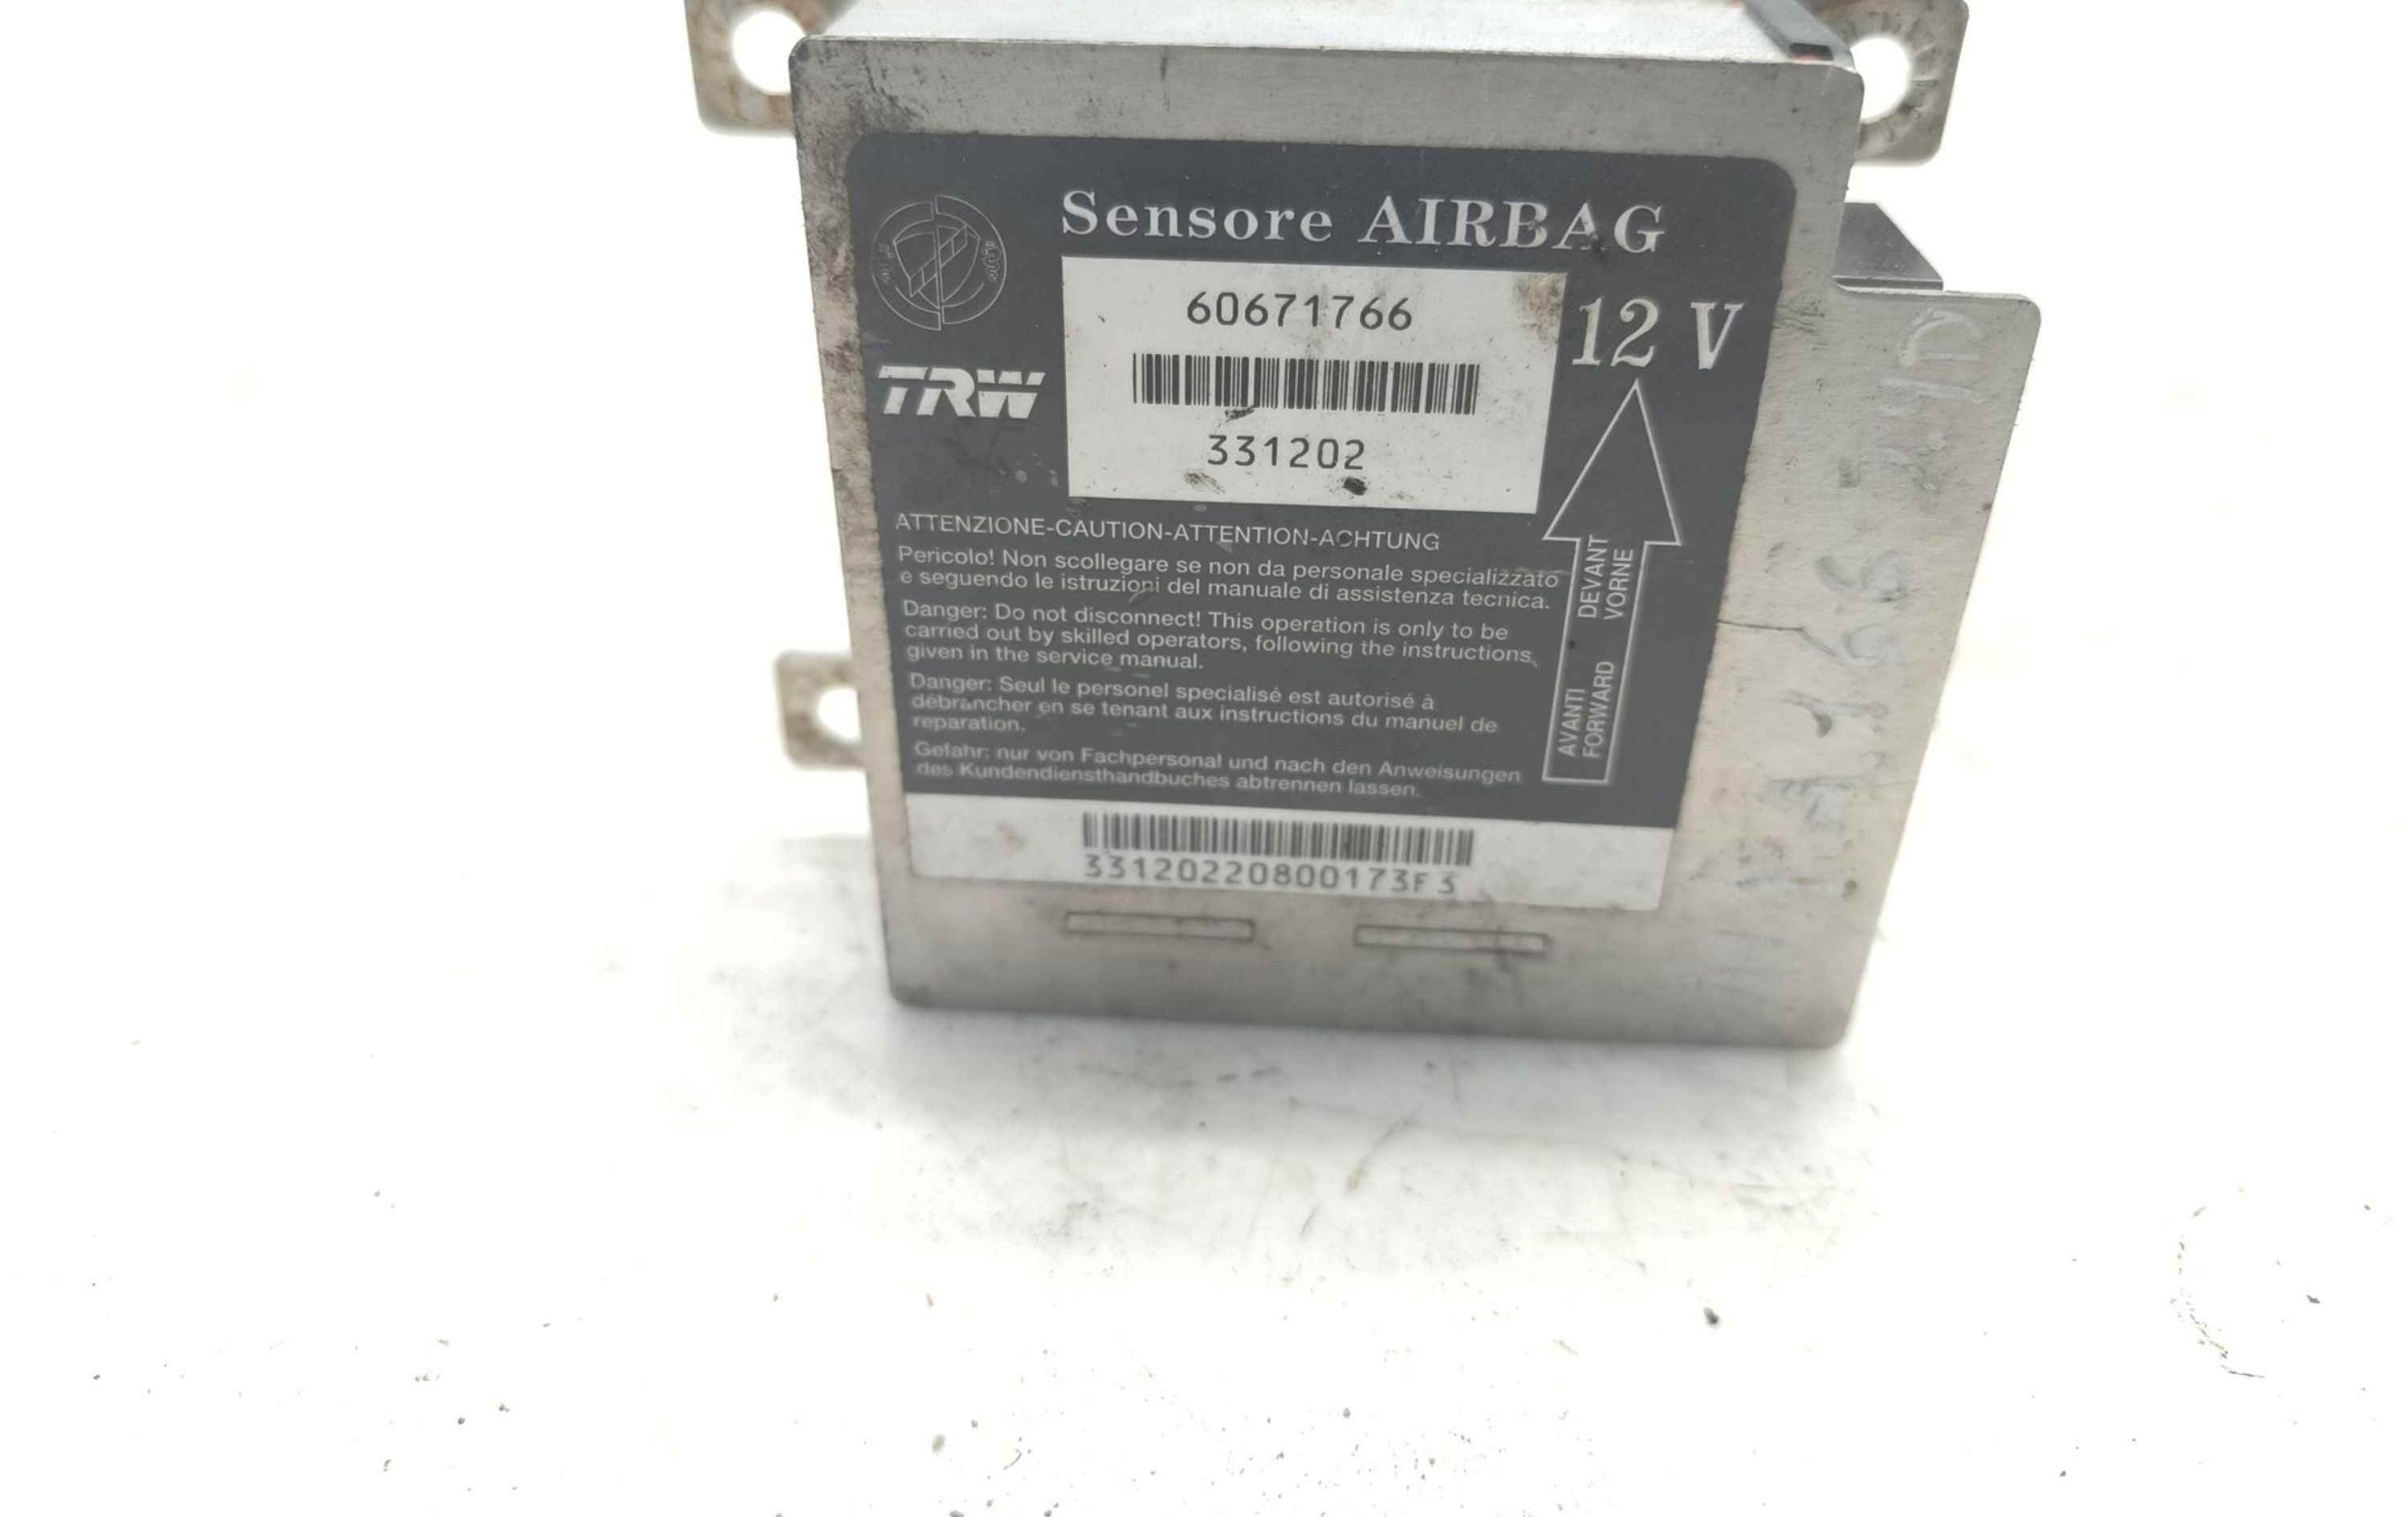 Sensore AIRBAG
60671766
12 V
TRW
331202
ATTENZIONE-CAUTION-ATTENTION-ACHTUNG
Pericolo! Non scollegare se non da personale specializzato
e seguendo le istruzioni del manuale di assistenza tecnica.
Danger: Do not disconnect! This operation is only to be
carried out by skilled operators, following the instructions
given in the service manual.
Danger: Seul le personel specialisé est autorisé à
débrancher en se tenant aux instructions du manuel de
reparation.
Gefahr: nur von Fachpersonal und nach den Anweisungen
des Kundendiensthandbuches abtrennen lassen.
AVANTI DEVANT
FORWARD VORNE
33120220800173F3